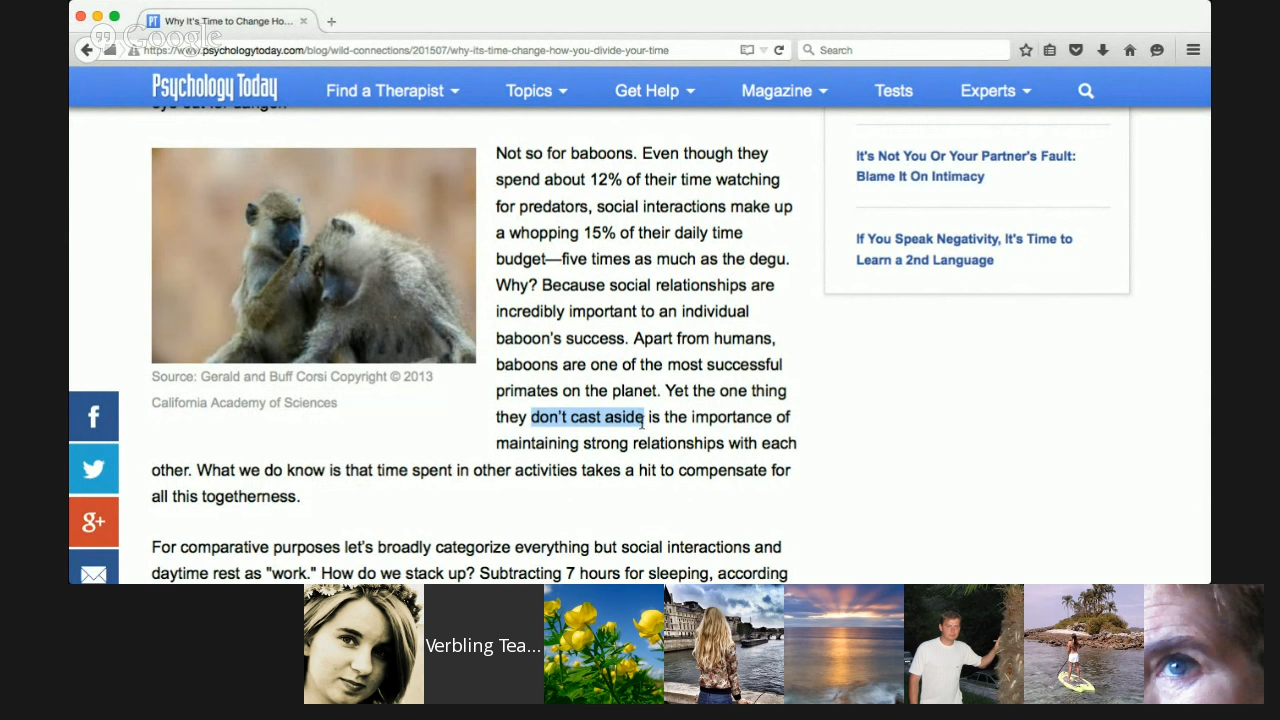 Why It's Time to Change Ho...
Google
https://www.psychologytoday.com/blog/wild-connections/201507/why-its-time-change-how-you-divide-your-time
Search
Psychology Today
Find a Therapist
Topics
Get Help
Magazine
Tests
Experts
eye out for danger.
Not so for baboons. Even though they
spend about 12% of their time watching
for predators, social interactions make up
a whopping 15% of their daily time
budget—five times as much as the degu.
Why? Because social relationships are
incredibly important to an individual
baboon's success. Apart from humans,
baboons are one of the most successful
primates on the planet. Yet the one thing
they don't cast aside is the importance of
maintaining strong relationships with each
other. What we do know is that time spent in other activities takes a hit to compensate for
all this togetherness.
Source: Gerald and Buff Corsi Copyright © 2013
California Academy of Sciences
For comparative purposes let's broadly categorize everything but social interactions and
daytime rest as "work." How do we stack up? Subtracting 7 hours for sleeping, according
It's Not You Or Your Partner's Fault:
Blame It On Intimacy
If You Speak Negativity, It's Time to
Learn a 2nd Language
f
g+
Verbling Tea...